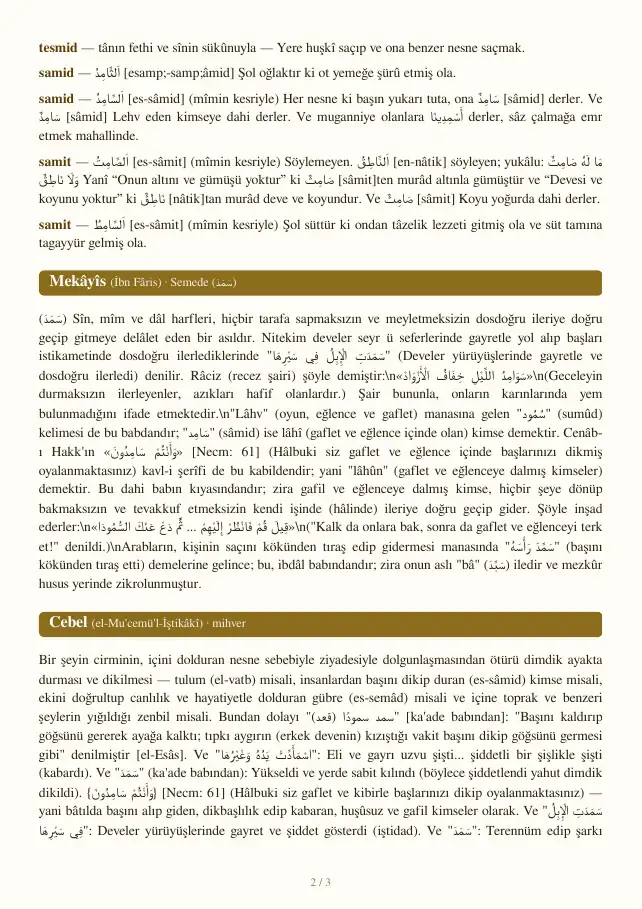 tesmid — tânın fethi ve sînin sükûnuyla — Yere huşkî saçıp ve ona benzer nesne saçmak.
samid — اَلثَّامِدُ [esamp;-samp;âmid] Şol oğlaktır ki ot yemeğe şürû etmiş ola.
samid — اَلسَّامِدُ [es-sâmid] (mîmin kesriyle) Her nesne ki başın yukarı tuta, ona سَامِدٌ [sâmid] derler. Ve
سَامِدٌ [sâmid] Lehv eden kimseye dahi derler. Ve muganniye olanlara أَسْمِدِينَا derler, sâz çalmağa emr
etmek mahallinde.
samit — اَلصَّامِتُ [es-sâmit] (mîmin kesriyle) Söylemeyen. اَلنَّاطِقُ [en-nâtik] söyleyen; yukâlu: مَا لَهُ صَامِتٌ
وَلَا نَاطِقٌ Yanî “Onun altını ve gümüşü yoktur” ki صَامِتٌ [sâmit]ten murâd altınla gümüştür ve “Devesi ve
koyunu yoktur” ki نَاطِقٌ [nâtik]tan murâd deve ve koyundur. Ve صَامِتٌ [sâmit] Koyu yoğurda dahi derler.
samit — اَلسَّامِطُ [es-sâmit] (mîmin kesriyle) Şol süttür ki ondan tâzelik lezzeti gitmiş ola ve süt tamına
tagayyür gelmiş ola.
Mekâyîs (İbn Fâris) · Semede (سَمَدَ)
(سَمَدَ) Sîn, mîm ve dâl harfleri, hiçbir tarafa sapmaksızın ve meyletmeksizin dosdoğru ileriye doğru
geçip gitmeye delâlet eden bir asıldır. Nitekim develer seyr ü seferlerinde gayretle yol alıp başları
istikametinde dosdoğru ilerlediklerinde "سَمَدَتِ الْإِبِلُ فِي سَيْرِهَا" (Develer yürüyüşlerinde gayretle ve
dosdoğru ilerledi) denilir. Râciz (recez şairi) şöyle demiştir:\n«سَوَامِدُ اللَّيْلِ خِفَافُ الْأَزْوَادْ»\n(Geceleyin
durmaksızın ilerleyenler, azıkları hafif olanlardır.) Şair bununla, onların karınlarında yem
bulunmadığını ifade etmektedir.\n"Lâhv" (oyun, eğlence ve gaflet) manasına gelen "سُمُود" (sumûd)
kelimesi de bu babdandır; "سَامِد" (sâmid) ise lâhî (gaflet ve eğlence içinde olan) kimse demektir. Cenâb-
ı Hakk'ın «وَأَنْتُمْ سَامِدُونَ» [Necm: 61] (Hâlbuki siz gaflet ve eğlence içinde başlarınızı dikmiş
oyalanmaktasınız) kavl-i şerîfi de bu kabildendir; yani "lâhûn" (gaflet ve eğlenceye dalmış kimseler)
demektir. Bu dahi babın kıyasındandır; zira gafil ve eğlenceye dalmış kimse, hiçbir şeye dönüp
bakmaksızın ve tevakkuf etmeksizin kendi işinde (hâlinde) ileriye doğru geçip gider. Şöyle inşad
ederler:\n«قِيلَ قُمْ فَانْظُرْ إِلَيْهِمْ ... ثُمَّ دَعْ عَنْكَ السُّمُودَا»\n("Kalk da onlara bak, sonra da gaflet ve eğlenceyi terk
et!" denildi.)\nArabların, kişinin saçını kökünden tıraş edip gidermesi manasında "سَمَّدَ رَأْسَهُ" (başını
kökünden tıraş etti) demelerine gelince; bu, ibdâl babındandır; zira onun aslı "bâ" (سَبَّدَ) iledir ve mezkûr
husus yerinde zikrolunmuştur.
Cebel (el-Mu'cemü'l-İştikâkî) · mihver
Bir şeyin cirminin, içini dolduran nesne sebebiyle ziyadesiyle dolgunlaşmasından ötürü dimdik ayakta
durması ve dikilmesi — tulum (el-vatb) misali, insanlardan başını dikip duran (es-sâmid) kimse misali,
ekini doğrultup canlılık ve hayatiyetle dolduran gübre (es-semâd) misali ve içine toprak ve benzeri
şeylerin yığıldığı zenbil misali. Bundan dolayı "سمد سمودًا (قعد)" [ka'ade babından]: "Başını kaldırıp
göğsünü gererek ayağa kalktı; tıpkı aygırın (erkek devenin) kızıştığı vakit başını dikip göğsünü germesi
gibi" denilmiştir [el-Esâs]. Ve "اسْمَأَدَّتْ يَدُهُ وَغَيْرُهَا": Eli ve gayrı uzvu şişti... şiddetli bir şişlikle şişti
(kabardı). Ve "سَمَدَ" (ka'ade babından): Yükseldi ve yerde sabit kılındı (böylece şiddetlendi yahut dimdik
dikildi). {وَأَنْتُمْ سَامِدُونَ} [Necm: 61] (Hâlbuki siz gaflet ve kibirle başlarınızı dikip oyalanmaktasınız) —
yani bâtılda başını alıp giden, dikbaşlılık edip kabaran, huşûsuz ve gafil kimseler olarak. Ve "سَمَدَتِ الْإِبِلُ
فِي سَيْرِهَا": Develer yürüyüşlerinde gayret ve şiddet gösterdi (iştidad). Ve "سَمَدَ": Terennüm edip şarkı
2 / 3